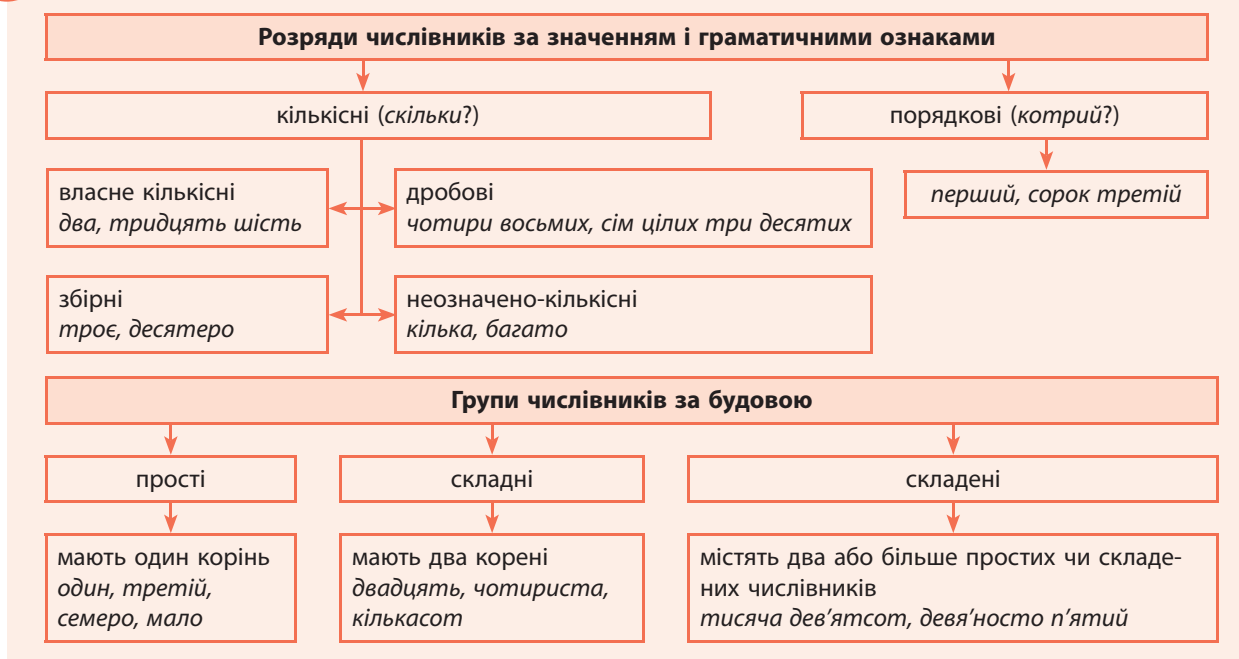 Розряди числівників за значенням і граматичними ознаками
кількісні (скільки?)
порядкові (котрий?)
власне кількісні
два, тридцять шість
дробові
чотири восьмих, сім цілих три десятих
перший, сорок третій
збірні
троє, десятеро
неозначено-кількісні
кілька, багато
Групи числівників за будовою
прості
складні
складені
мають один корінь
один, третій,
семеро, мало
мають два корені
двадцять, чотириста,
кількасот
містять два або більше простих чи складе-
них числівників
тисяча дев’ятсот, девя’носто п’ятий